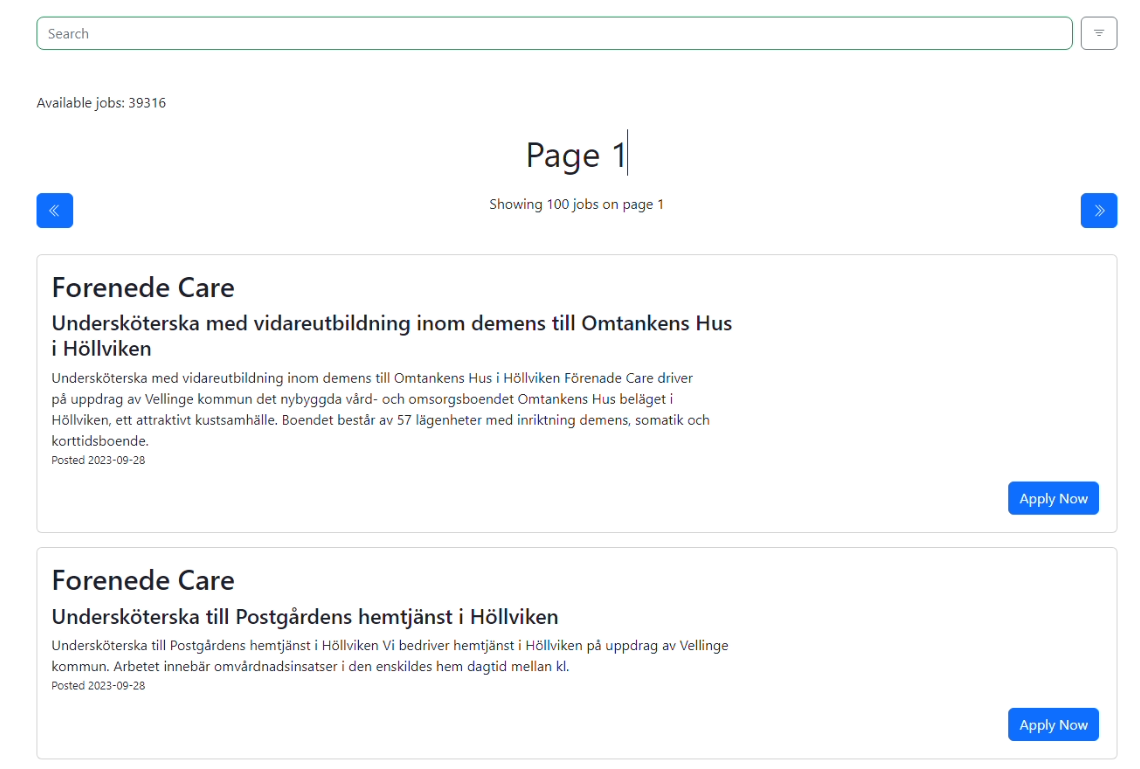 Search
Available jobs: 39316
Page 1
Showing 100 jobs on page 1
Forenede Care
Undersköterska med vidareutbildning inom demens till Omtankens Hus
i Höllviken
Undersköterska med vidareutbildning inom demens till Omtankens Hus i Höllviken Förenade Care driver
på uppdrag av Vellinge kommun det nybyggda vård- och omsorgsboendet Omtankens Hus beläget i
Höllviken, ett attraktivt kustsamhälle. Boendet består av 57 lägenheter med inriktning demens, somatik och
korttidsboende.
Posted 2023-09-28
Apply Now
Forenede Care
Undersköterska till Postgårdens hemtjänst i Höllviken
Undersköterska till Postgårdens hemtjänst i Höllviken Vi bedriver hemtjänst i Höllviken på uppdrag av Vellinge
kommun. Arbetet innebär omvårdnadsinsatser i den enskildes hem dagtid mellan kl.
Posted 2023-09-28
Apply Now